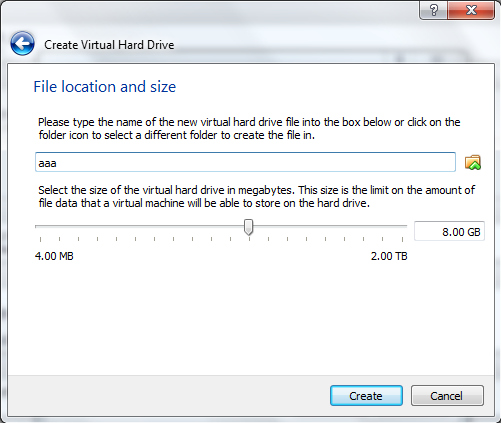 ?
Create Virtual Hard Drive
File location and size
Please type the name of the new virtual hard drive file into the box below or click on the
folder icon to select a different folder to create the file in.
aaa
Select the size of the virtual hard drive in megabytes. This size is the limit on the amount of
file data that a virtual machine will be able to store on the hard drive.
8.00 GB
4.00 MB 2.00 TB
Create Cancel